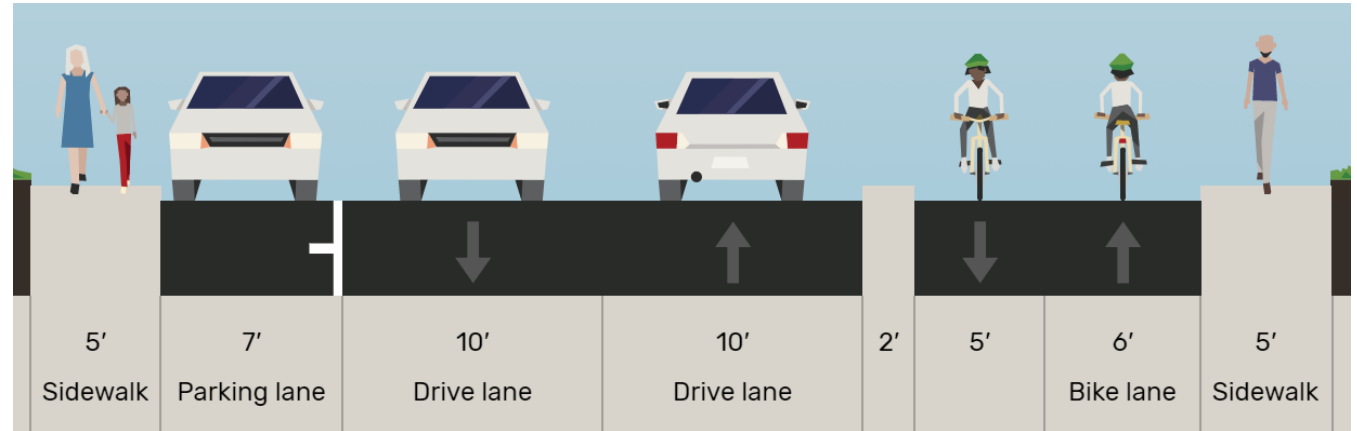 5′
Sidewalk
7′
Parking lane
10′
Drive lane
10′
Drive lane
2′
5′
6′
Bike lane
5′
Sidewalk